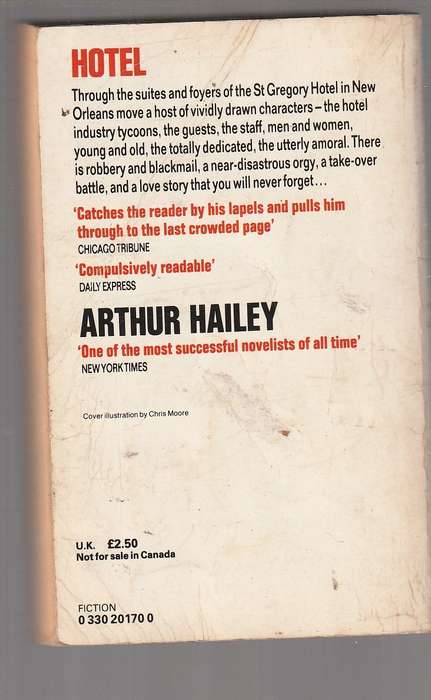 HOTEL
Through the suites and foyers of the St Gregory Hotel in New
Orleans move a host of vividly drawn characters – the hotel
industry tycoons, the guests, the staff, men and women,
young and old, the totally dedicated, the utterly amoral. There
is robbery and blackmail, a near-disastrous orgy, a take-over
battle, and a love story that you will never forget...
‘Catches the reader by his lapels and pulls him
through to the last crowded page’
CHICAGO TRIBUNE
‘Compulsively readable’
DAILY EXPRESS
ARTHUR HAILEY
‘One of the most successful novelists of all time’
NEW YORK TIMES
Cover illustration by Chris Moore
U.K. £2.50
Not for sale in Canada
FICTION
0 330 20170 0